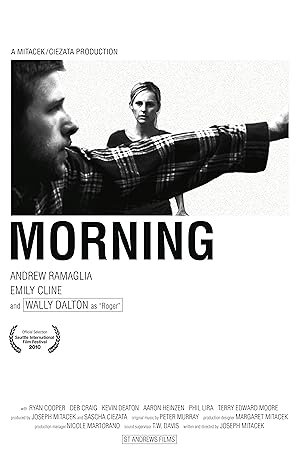 A MITACEK/CIEZATA PRODUCTION
MORNING
ANDREW RAMAGLIA
EMILY CLINE
and WALLY DALTON as "Roger"
Official Selection
Seattle International
Film Festival
2010
with RYAN COOPER DEB CRAIG KEVIN DEATON AARON HEINZEN PHIL LIRA TERRY EDWARD MOORE
produced by JOSEPH MITACEK and SASCHA CIEZATA original music by PETER MURRAY production designer MARGARET MITACEK
production manager NICOLE MARTORANO sound supervisor T.W. DAVIS written and directed by JOSEPH MITACEK
ST ANDREWS FILMS